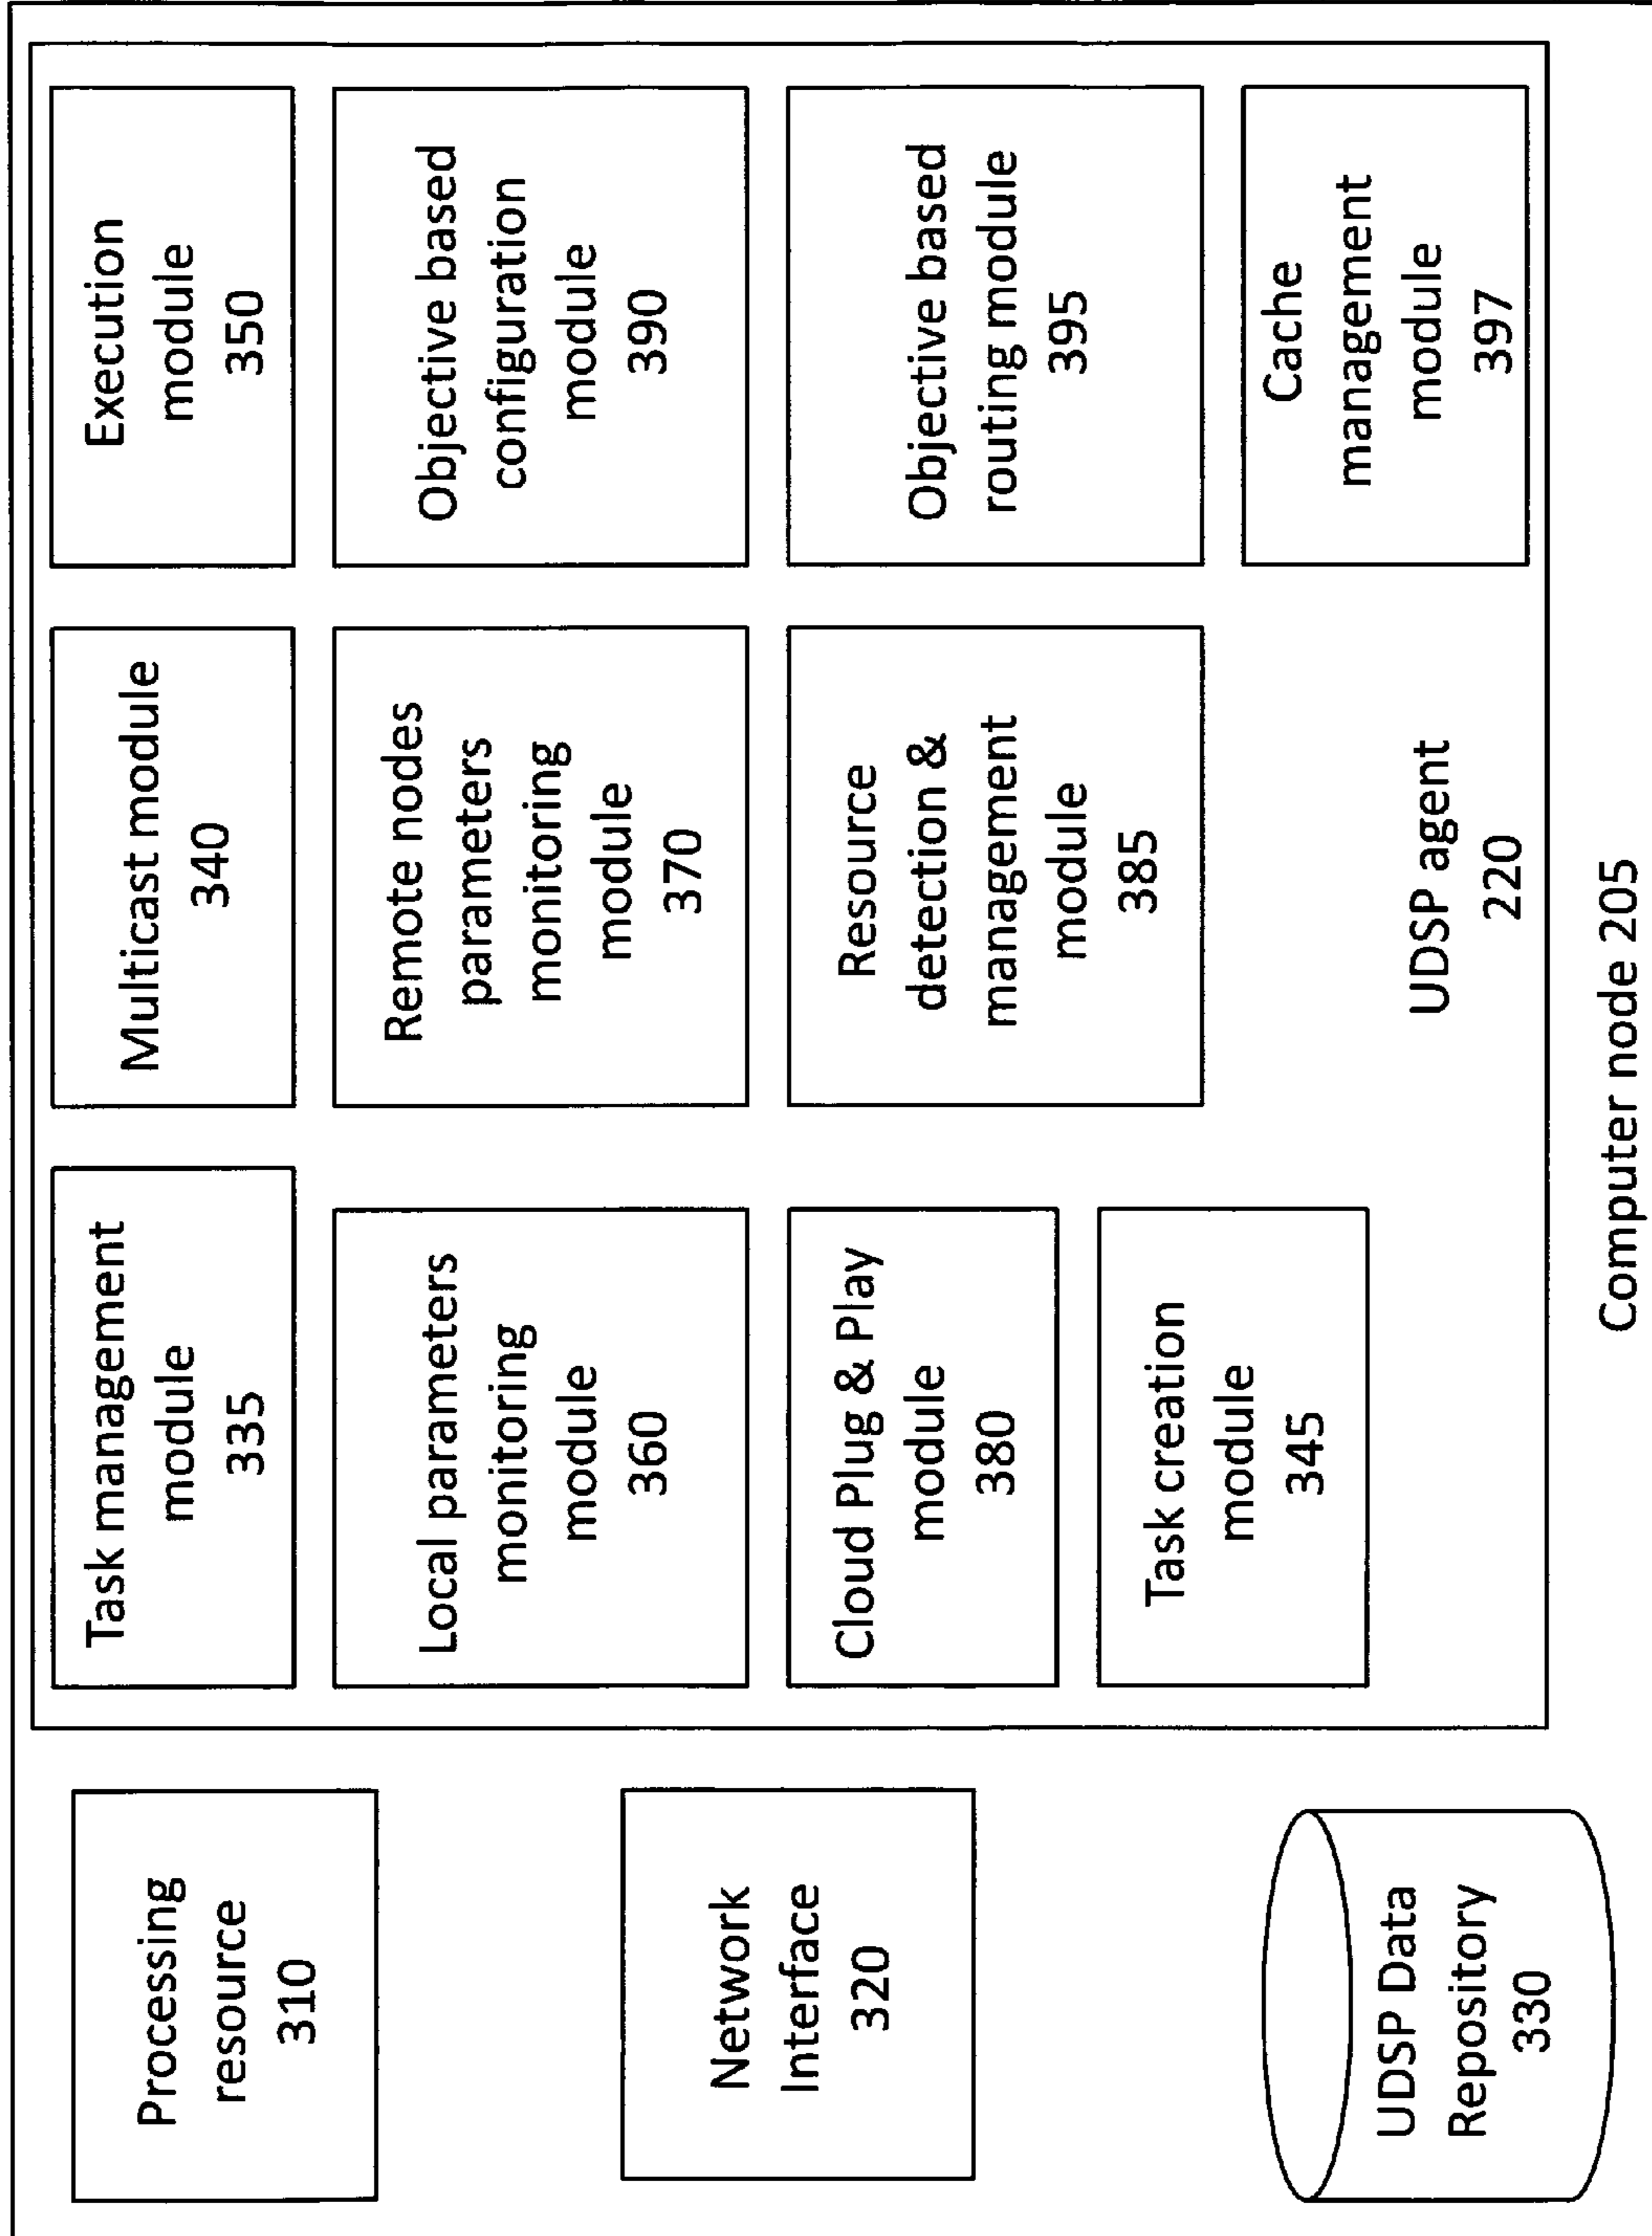 Processing
resource
310
Network
Interface
320
UDSP Data
Repository
330
Task management
module
335
Multicast module
340
Execution
module
350
Local parameters
monitoring
module
360
Remote nodes
parameters
monitoring
module
370
Objective based
configuration
module
390
Cloud Plug & Play
module
380
Resource
detection &
management
module
385
Objective based
routing module
395
Task creation
module
345
Cache
management
module
397
UDSP agent
220
Computer node 205